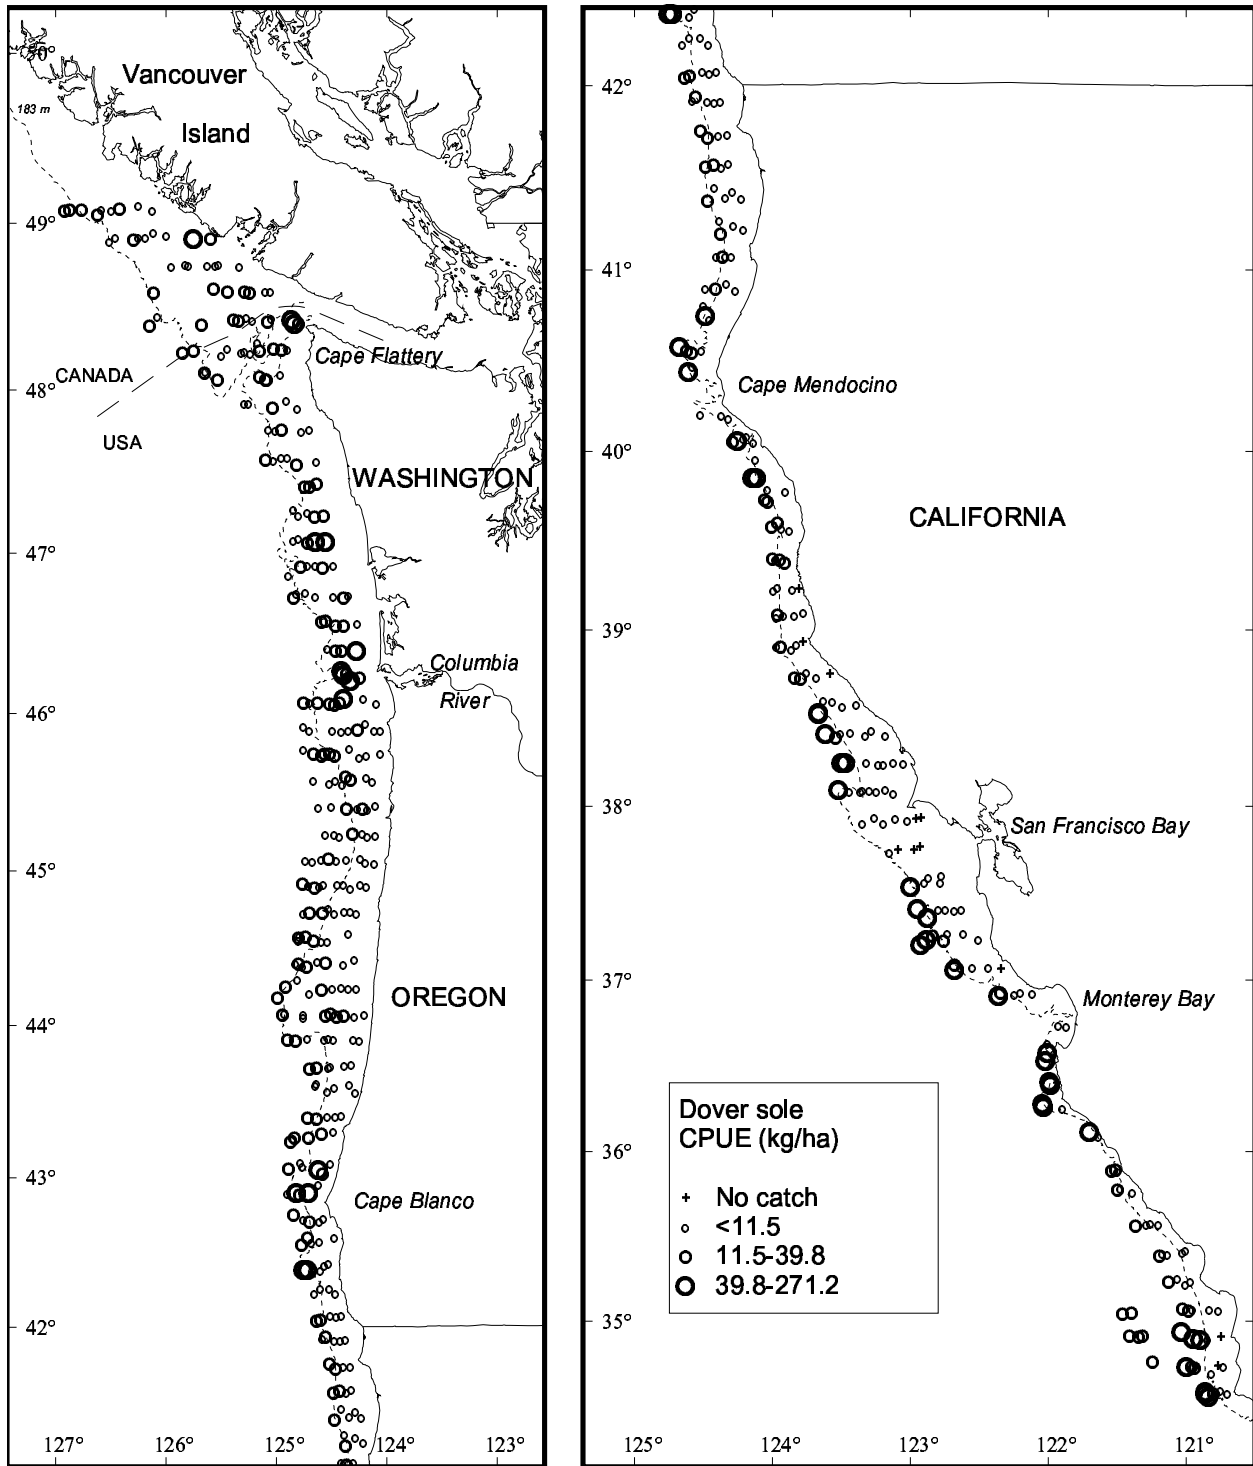 50°
Vancouver
Island
183 m
49°
Cape Flattery
CANADA
48°
USA
WASHINGTON
47°
Columbia
River
46°
45°
OREGON
44°
43°
Cape Blanco
42°
127°
126°
125°
124°
123°
42°
41°
Cape Mendocino
40°
CALIFORNIA
39°
38°
San Francisco Bay
37°
Monterey Bay
Dover sole
CPUE (kg/ha)
+ No catch
<11.5
11.5-39.8
39.8-271.2
36°
35°
125°
124°
123°
122°
121°